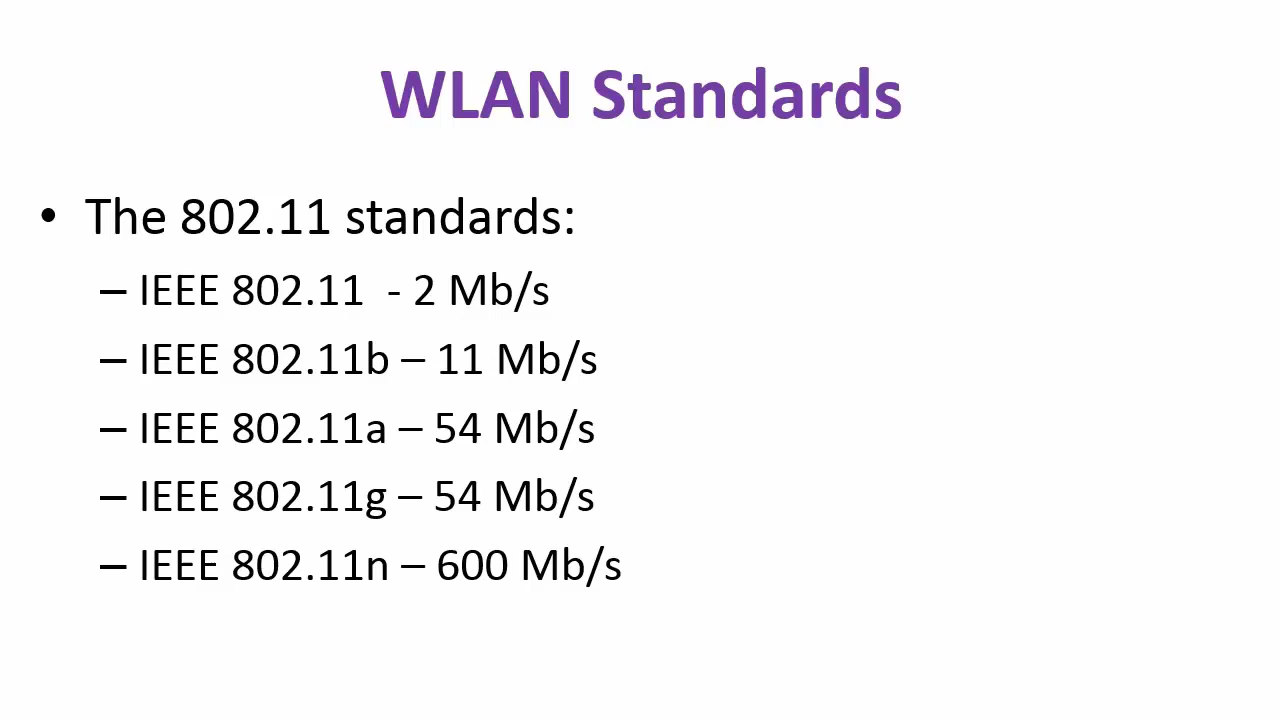 WLAN Standards
• The 802.11 standards:
– IEEE 802.11  - 2 Mb/s
– IEEE 802.11b – 11 Mb/s
– IEEE 802.11a – 54 Mb/s
– IEEE 802.11g – 54 Mb/s
– IEEE 802.11n – 600 Mb/s